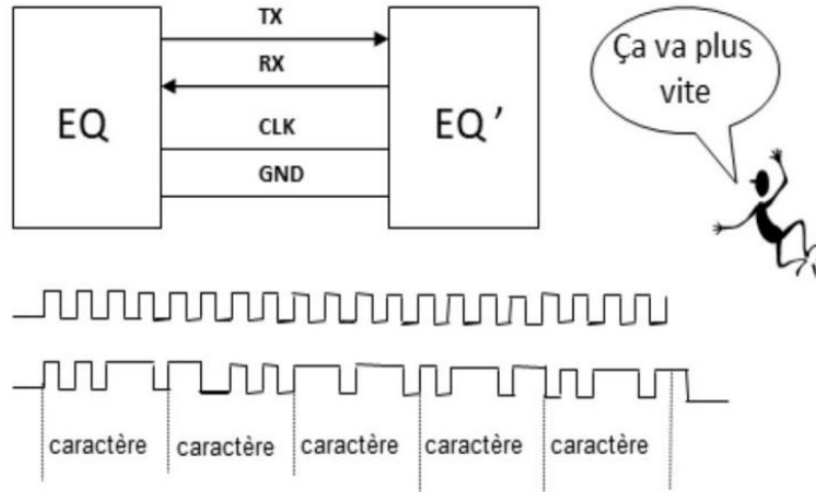 TX
RX
CLK
GND
EQ
EQ’
Ça va plus
vite
caractère
caractère
caractère
caractère
caractère